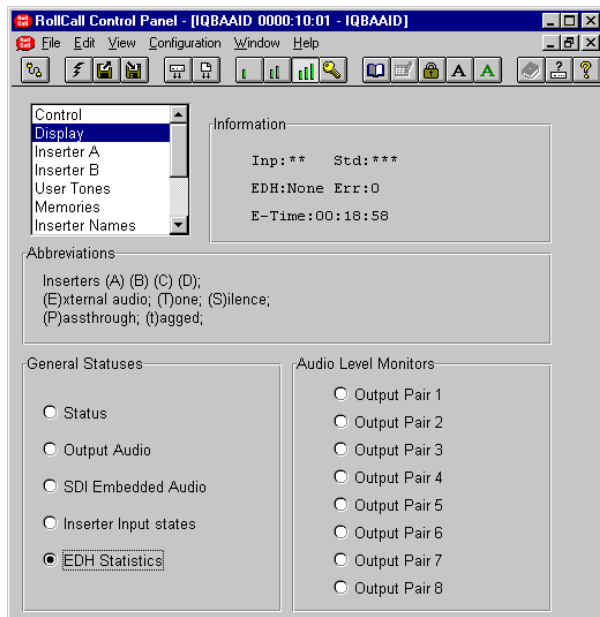 RollCall Control Panel - [IQBAAID 0000:10:01 - IQBAAID]
File Edit View Configuration Window Help
A A
Control
Display
Inserter A
Inserter B
User Tones
Memories
Inserter Names
Information
Inp:** Std:***
EDH:None Err:0
E-Time:00:18:58
Abbreviations
Inserters (A) (B) (C) (D);
(E)xternal audio; (T)one; (S)ilence;
(P)assthrough; (t)agged;
General Statuses
Status
Output Audio
SDI Embedded Audio
Inserter Input states
EDH Statistics
Audio Level Monitors
Output Pair 1
Output Pair 2
Output Pair 3
Output Pair 4
Output Pair 5
Output Pair 6
Output Pair 7
Output Pair 8